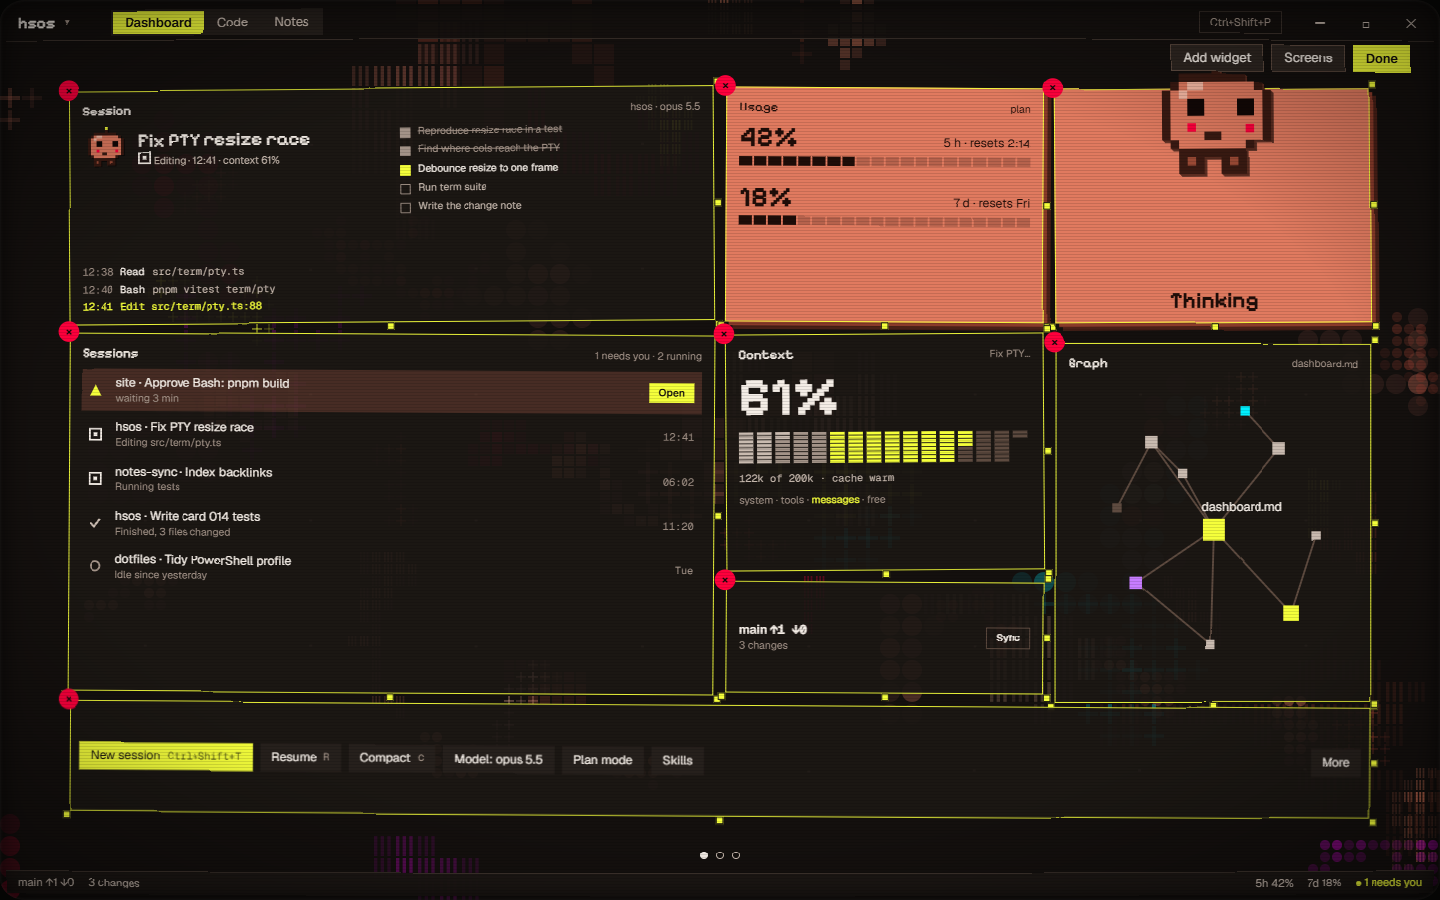 hsos
Dashboard Code Notes
Ctrl+Shift+P
Add widget Screens Done
Session
hsos · opus 5.5
Fix PTY resize race
Editing · 12:41 · context 61%
Reproduce resize race in a test
Find where cols reach the PTY
Debounce resize to one frame
Run term suite
Write the change note
12:38 Read src/term/pty.ts
12:40 Bash pnpm vitest term/pty
12:41 Edit src/term/pty.ts:88
Usage
plan
42%
5 h · resets 2:14
18%
7 d · resets Fri
Thinking
Sessions
1 needs you · 2 running
site · Approve Bash: pnpm build
waiting 3 min
Open
hsos · Fix PTY resize race
Editing src/term/pty.ts
12:41
notes-sync · Index backlinks
Running tests
06:02
hsos · Write card 014 tests
Finished, 3 files changed
11:20
dotfiles · Tidy PowerShell profile
Idle since yesterday
Tue
Context
Fix PTY…
61%
122k of 200k · cache warm
system · tools · messages · free
main ↑1 ↓0
3 changes
Sync
Graph
dashboard.md
dashboard.md
New session Ctrl+Shift+T
Resume R
Compact C
Model: opus 5.5
Plan mode
Skills
More
main ↑1 ↓0 3 changes
5h 42% 7d 18% 1 needs you